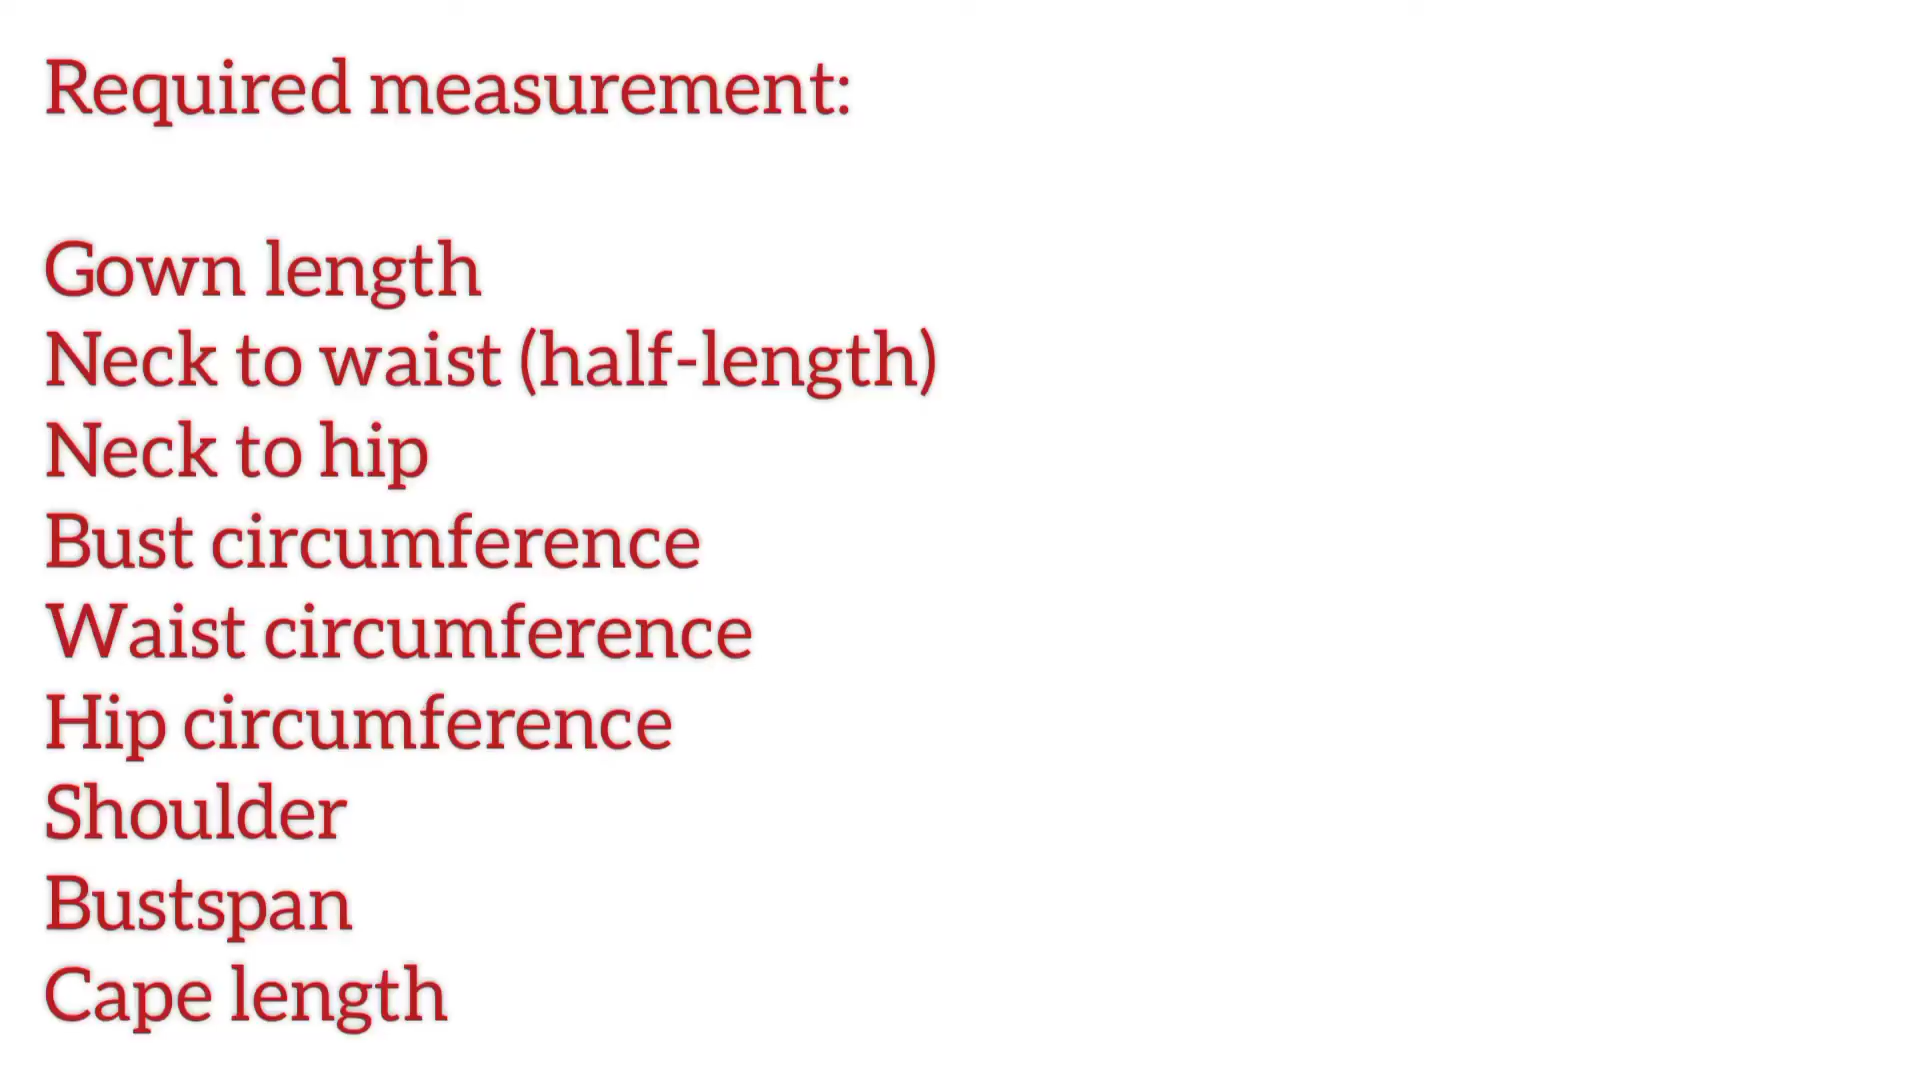 Required measurement:
Gown length
Neck to waist (half-length)
Neck to hip
Bust circumference
Waist circumference
Hip circumference
Shoulder
Bustspan
Cape length